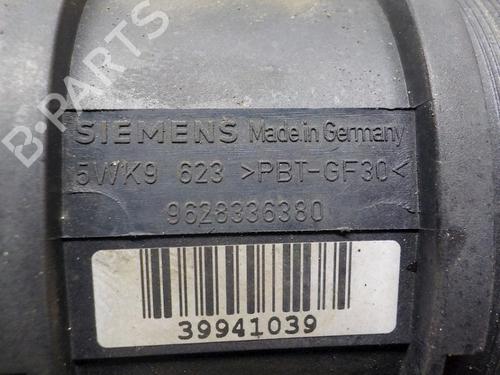 B-PARTS
SIEMENS Made in Germany
5WK9 623 >PBT-GF30<
9628336380
39941039